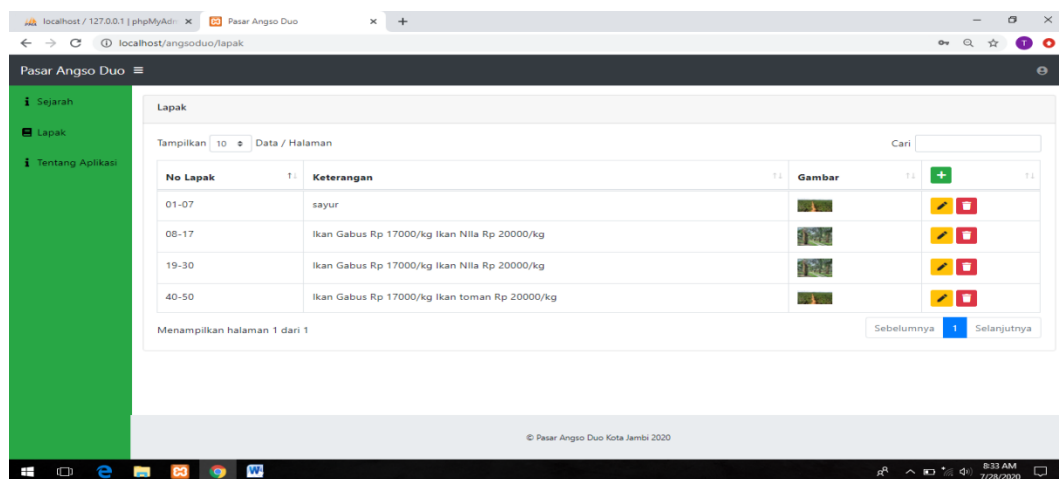 localhost / 127.0.0.1 | phpMyAdm
Pasar Angso Duo
localhost/angsoduo/lapak
T
Pasar Angso Duo
Sejarah
Lapak
Tentang Aplikasi
Lapak
Tampilkan 10 Data / Halaman
Cari
No Lapak Keterangan Gambar
01-07 sayur
08-17 Ikan Gabus Rp 17000/kg Ikan NIla Rp 20000/kg
19-30 Ikan Gabus Rp 17000/kg Ikan NIla Rp 20000/kg
40-50 Ikan Gabus Rp 17000/kg Ikan toman Rp 20000/kg
Menampilkan halaman 1 dari 1
Sebelumnya 1 Selanjutnya
© Pasar Angso Duo Kota Jambi 2020
8:33 AM
7/28/2020